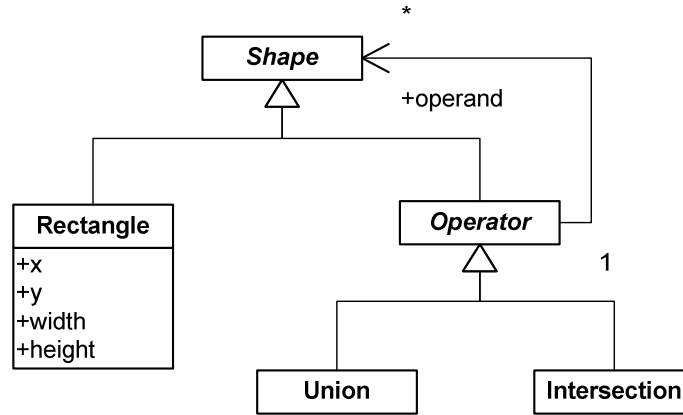 *
Shape
+operand
Rectangle
+x
+y
+width
+height
Operator
1
Union
Intersection